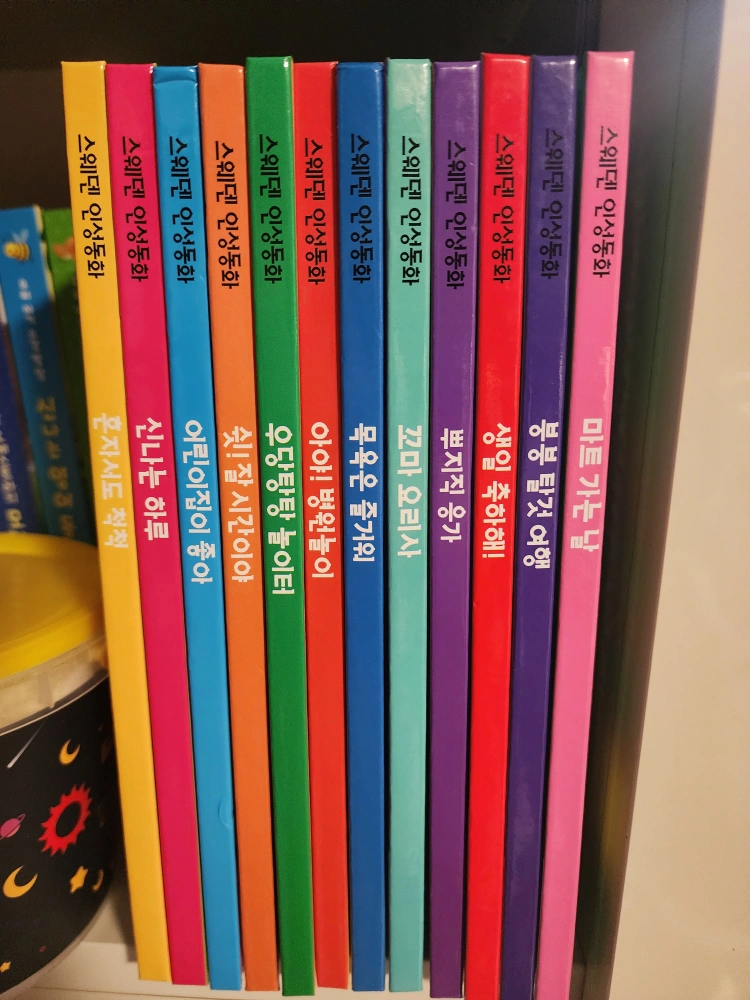 스웨덴 인성동화 혼자서도 척척
스웨덴 인성동화 신나는 하루
스웨덴 인성동화 어린이집이 좋아
스웨덴 인성동화 쉿! 잘 시간이야
스웨덴 인성동화 우당탕탕 놀이터
스웨덴 인성동화 아야! 병원놀이
스웨덴 인성동화 목욕은 즐거워
스웨덴 인성동화 꼬마 요리사
스웨덴 인성동화 뿌지직 응가
스웨덴 인성동화 생일 축하해!
스웨덴 인성동화 붕붕 탈것 여행
스웨덴 인성동화 마트 가는 날